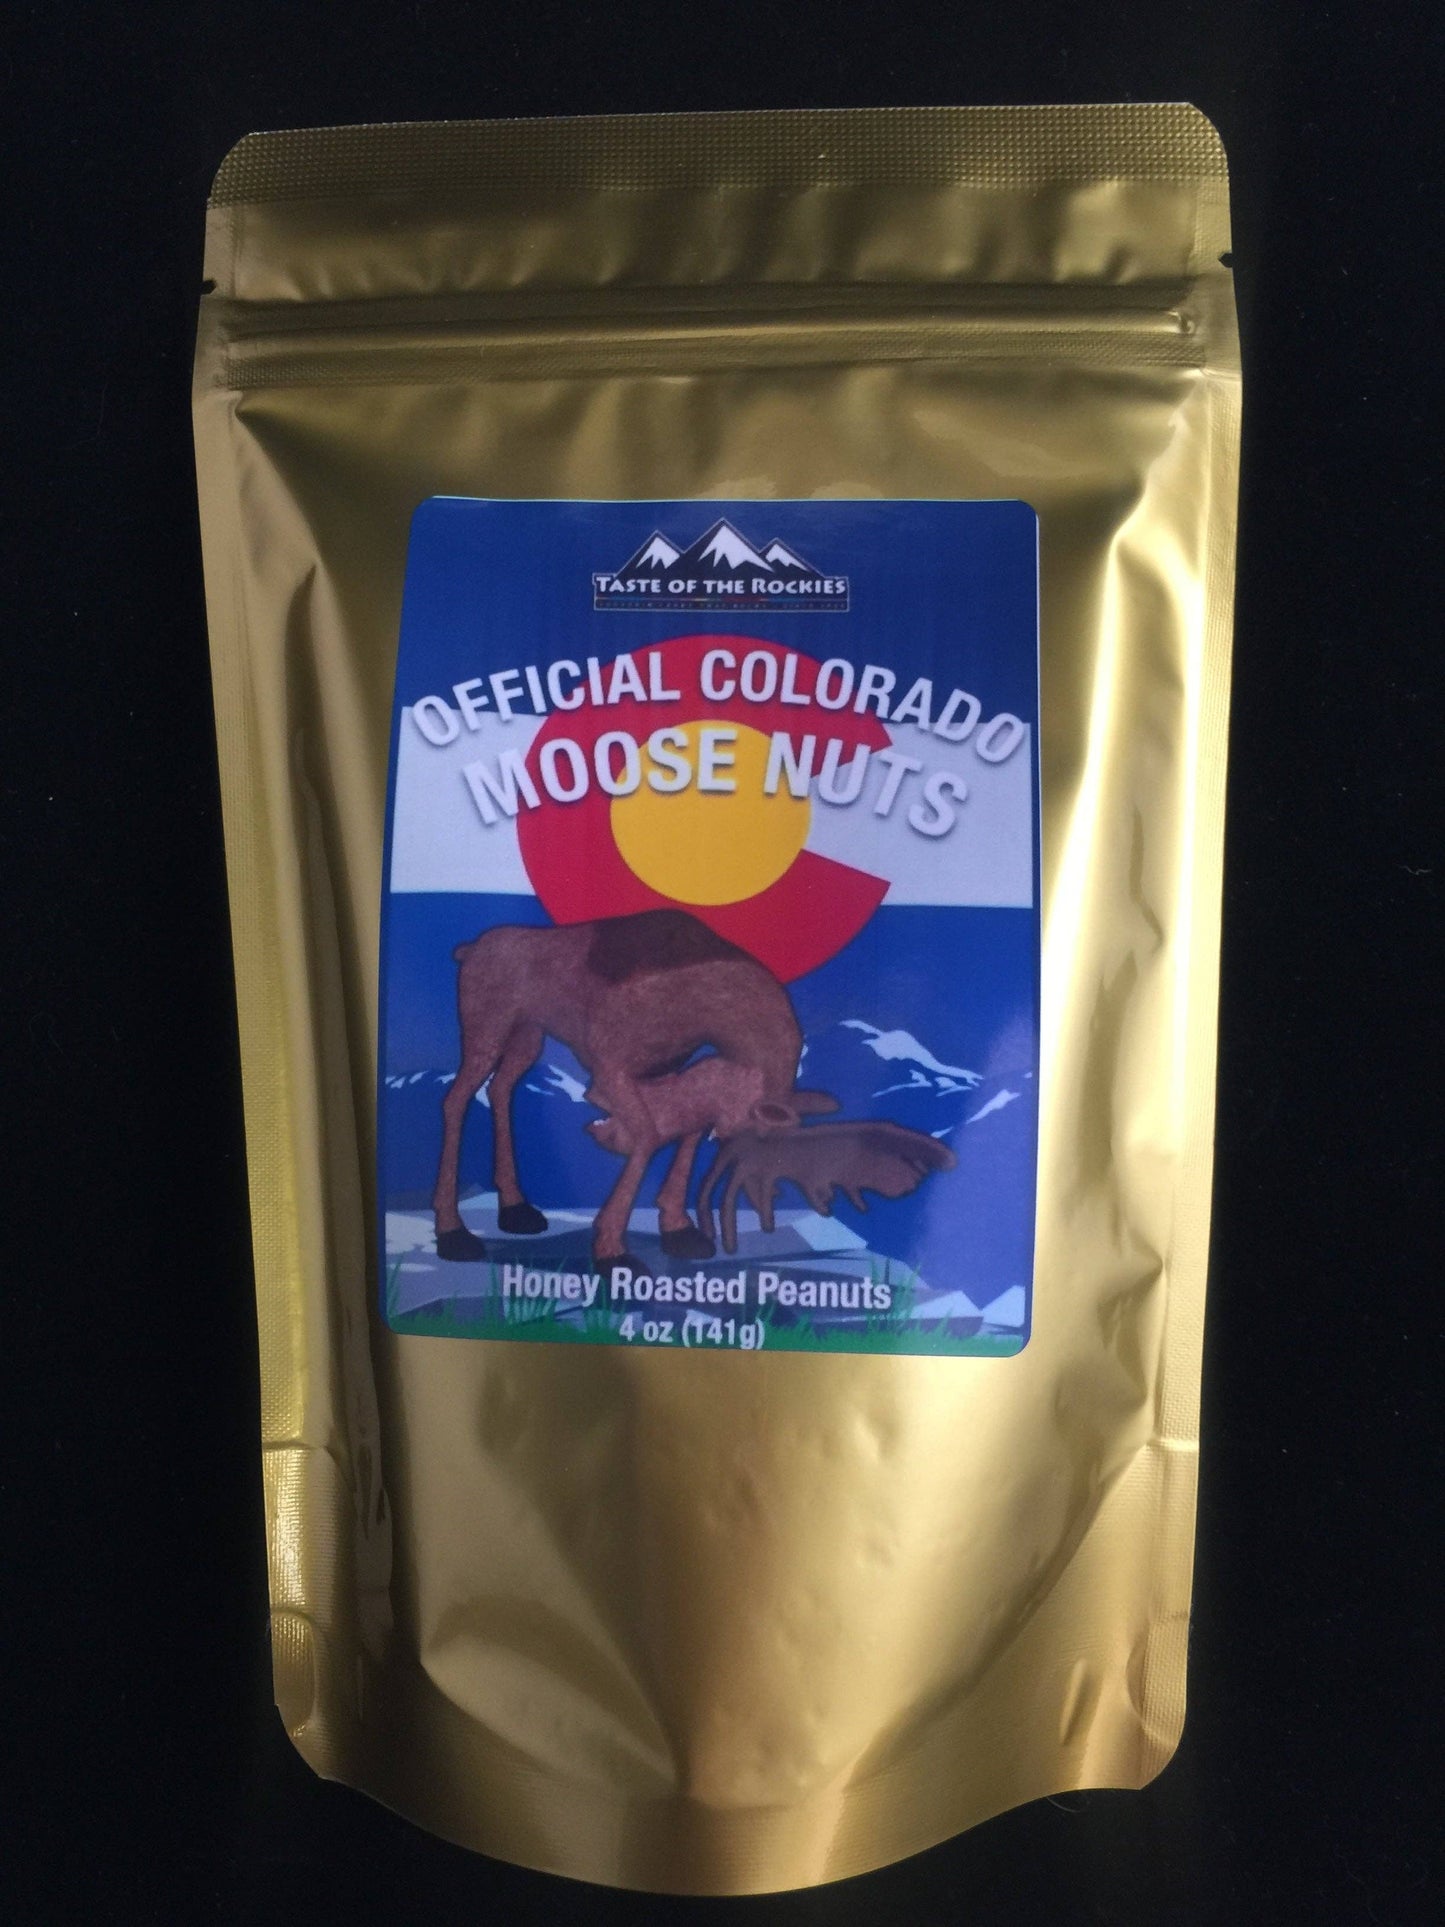 TASTE OF THE ROCKIES
OFFICIAL COLORADO
MOOSE NUTS
Honey Roasted Peanuts
4 oz (141g)